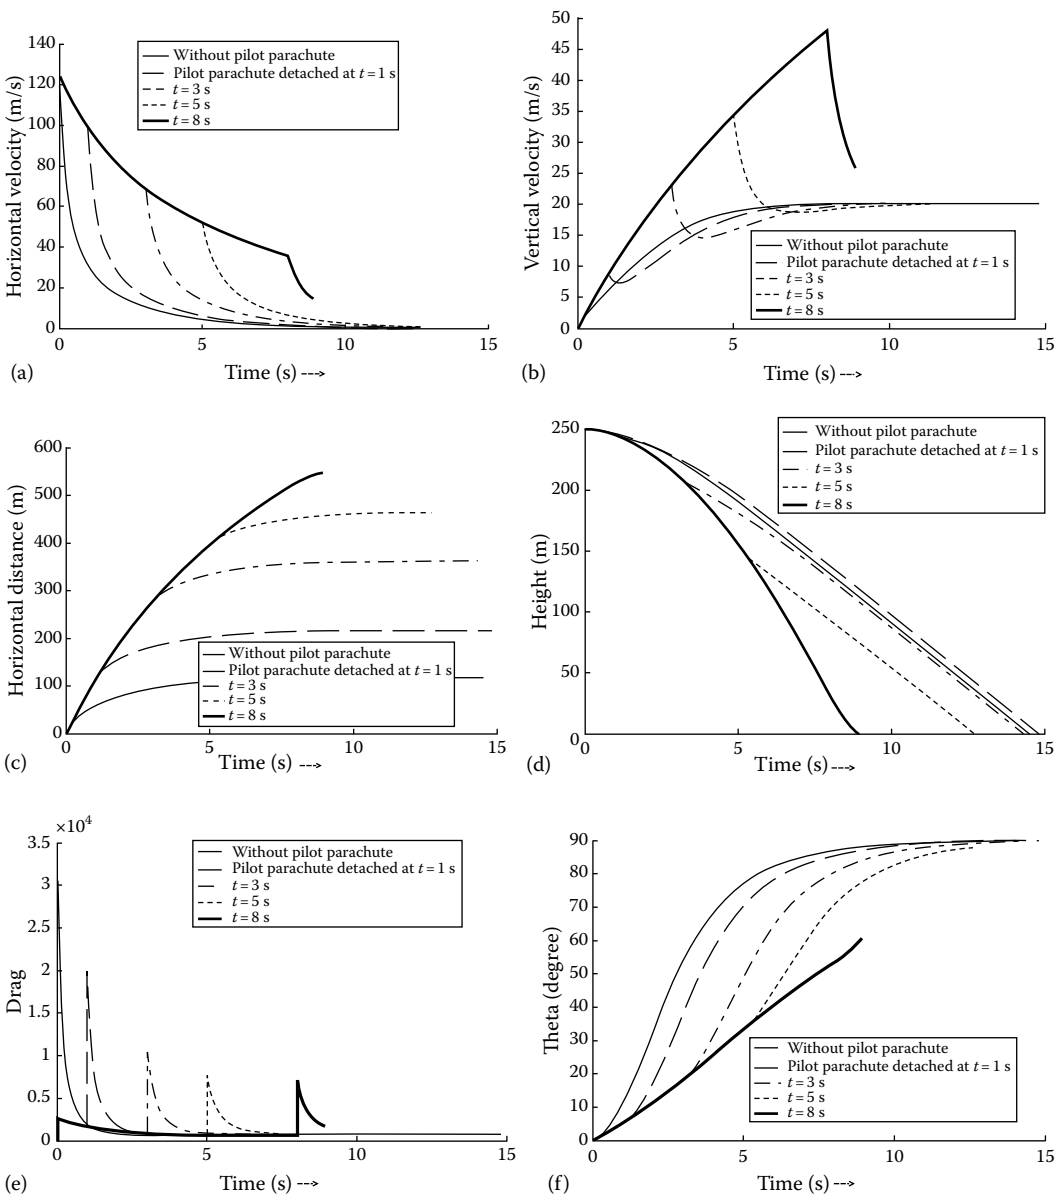 140
120
100
80
60
40
20
0
Horizontal velocity (m/s)
Without pilot parachute
Pilot parachute detached at t = 1 s
t = 3 s
t = 5 s
t = 8 s
0 5 10 15
(a) Time (s)
50
45
40
35
30
25
20
15
10
5
0
Vertical velocity (m/s)
Without pilot parachute
Pilot parachute detached at t = 1 s
t = 3 s
t = 5 s
t = 8 s
0 5 10 15
(b) Time (s)
600
500
400
300
200
100
0
Horizontal distance (m)
Without pilot parachute
Pilot parachute detached at t = 1 s
t = 3 s
t = 5 s
t = 8 s
0 5 10 15
(c) Time (s)
250
200
150
100
50
0
Height (m)
Without pilot parachute
Pilot parachute detached at t = 1 s
t = 3 s
t = 5 s
t = 8 s
0 5 10 15
(d) Time (s)
×10⁴
3.5
3
2.5
2
1.5
1
0.5
0
Drag
Without pilot parachute
Pilot parachute detached at t = 1 s
t = 3 s
t = 5 s
t = 8 s
0 5 10 15
(e) Time (s)
90
80
70
60
50
40
30
20
10
0
Theta (degree)
Without pilot parachute
Pilot parachute detached at t = 1 s
t = 3 s
t = 5 s
t = 8 s
0 5 10 15
(f) Time (s)